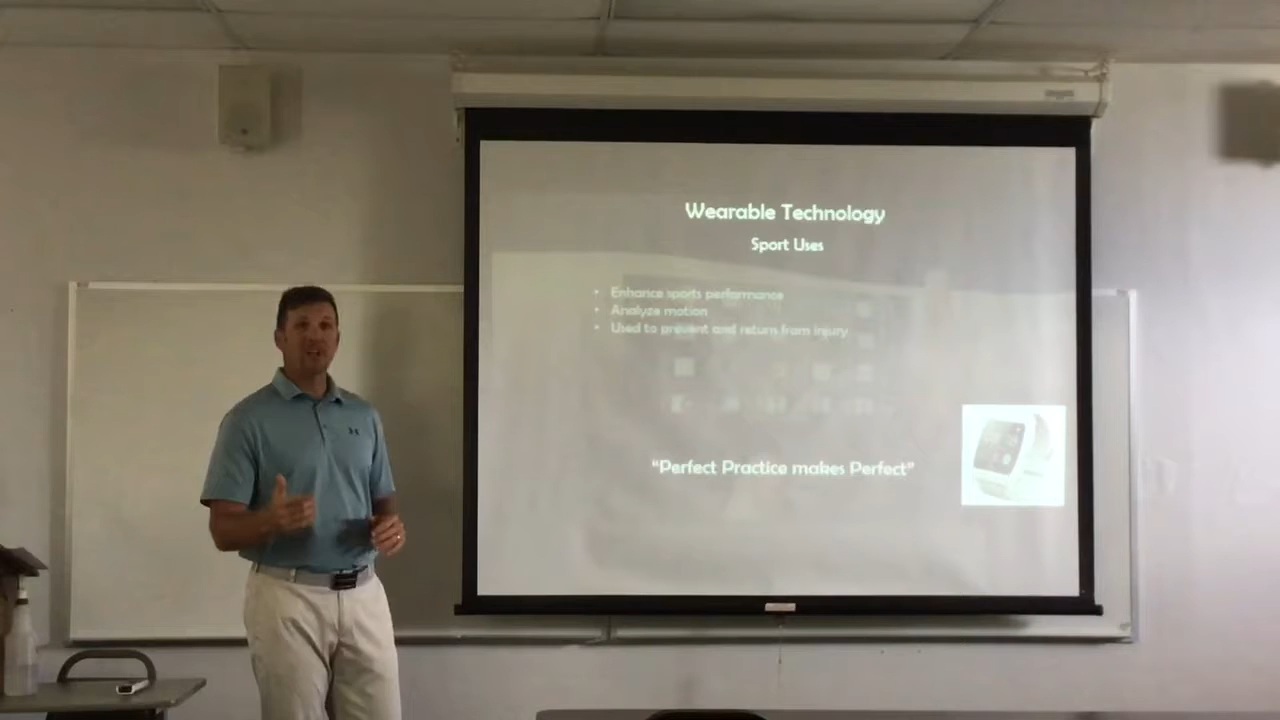 Wearable Technology
Sport Uses
• Enhance sports performance
• Analyze motion
• Used to prevent and return from injury
“Perfect Practice makes Perfect”